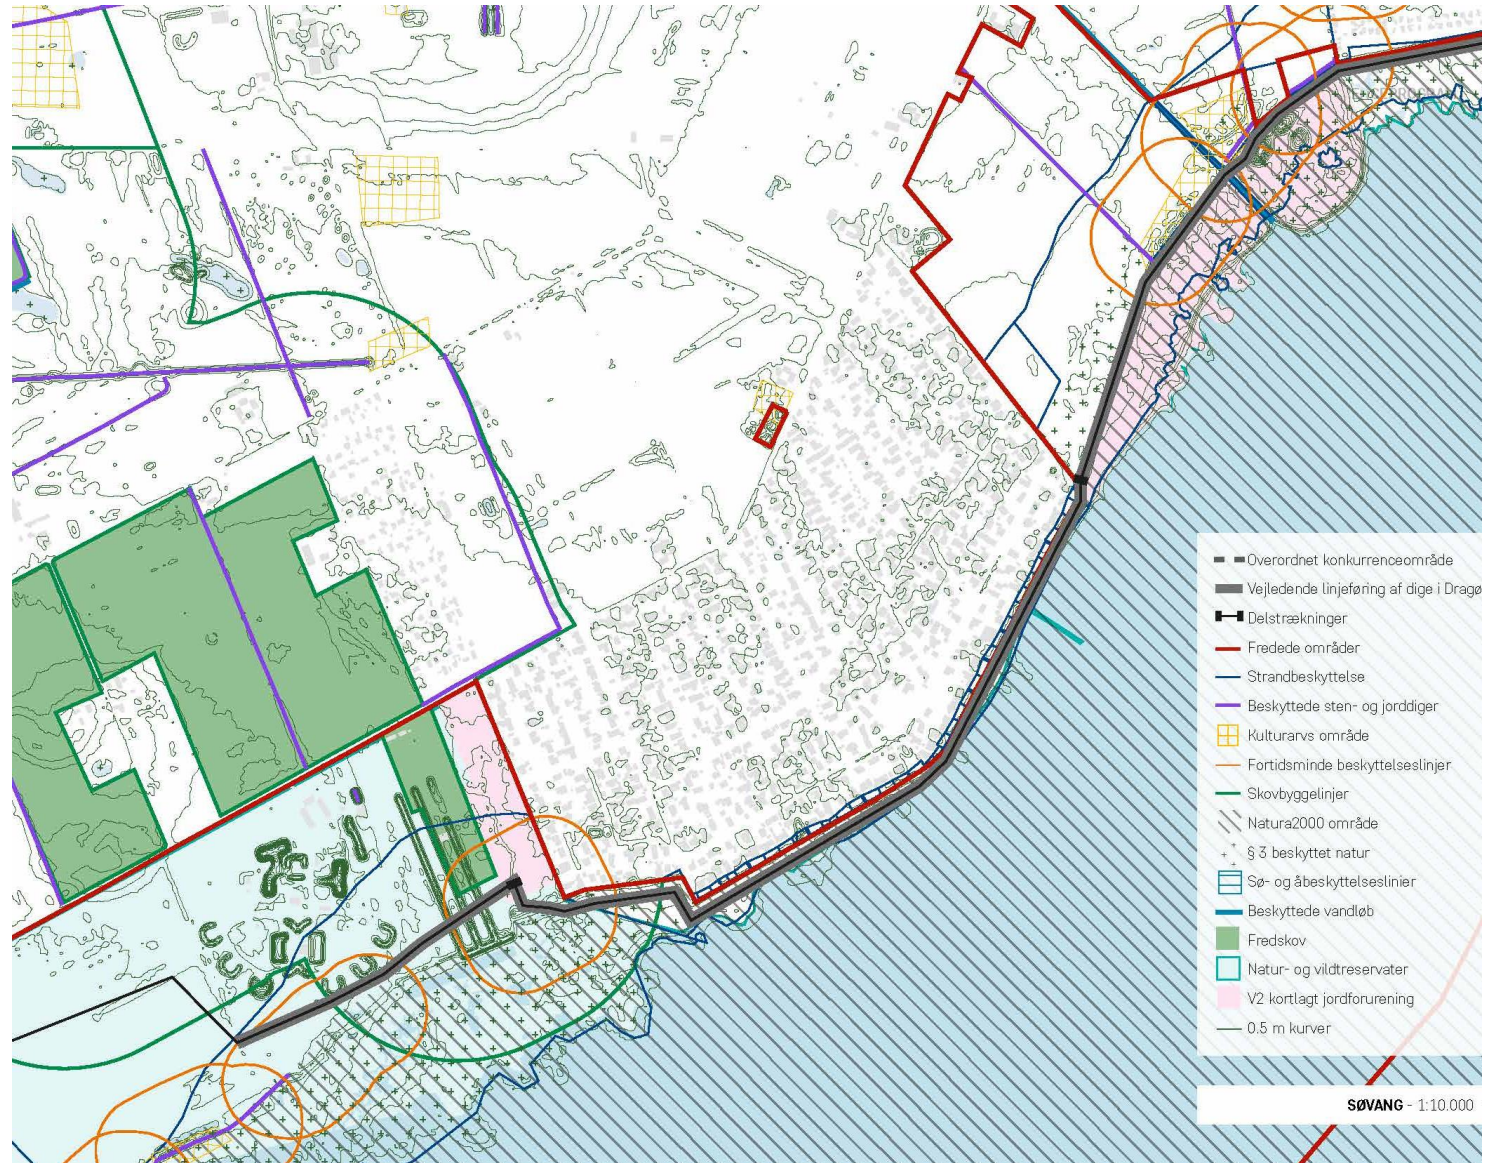 Overordnet konkurrenceområde
Vejledende linjeføring af dige i Dragø
Delstrækninger
Fredede områder
Strandbeskyttelse
Beskyttede sten- og jorddiger
Kulturarvs område
Fortidsminde beskyttelseslinjer
Skovbyggelinjer
Natura2000 område
§ 3 beskyttet natur
Sø- og åbeskyttelseslinier
Beskyttede vandløb
Fredskov
Natur- og vildtreservater
V2 kortlagt jordforurening
0.5 m kurver
SØVANG - 1:10.000